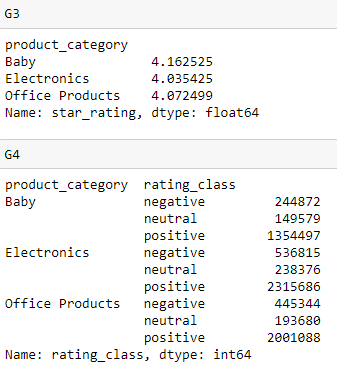 G3
product_category
Baby 4.162525
Electronics 4.035425
Office Products 4.072499
Name: star_rating, dtype: float64
G4
product_category rating_class
Baby negative 244872
neutral 149579
positive 1354497
Electronics negative 536815
neutral 238376
positive 2315686
Office Products negative 445344
neutral 193680
positive 2001088
Name: rating_class, dtype: int64